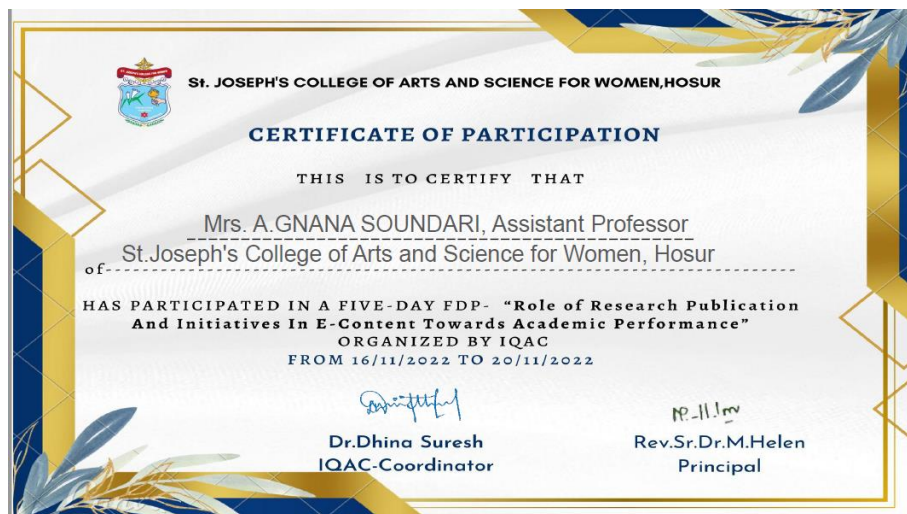 St. JOSEPH'S COLLEGE OF ARTS AND SCIENCE FOR WOMEN,HOSUR
CERTIFICATE OF PARTICIPATION
THIS IS TO CERTIFY THAT
Mrs. A.GNANA SOUNDARI, Assistant Professor
St.Joseph's College of Arts and Science for Women, Hosur
of
HAS PARTICIPATED IN A FIVE-DAY FDP- “Role of Research Publication
And Initiatives In E-Content Towards Academic Performance”
ORGANIZED BY IQAC
FROM 16/11/2022 TO 20/11/2022
Dr.Dhina Suresh
IQAC-Coordinator
Rev.Sr.Dr.M.Helen
Principal